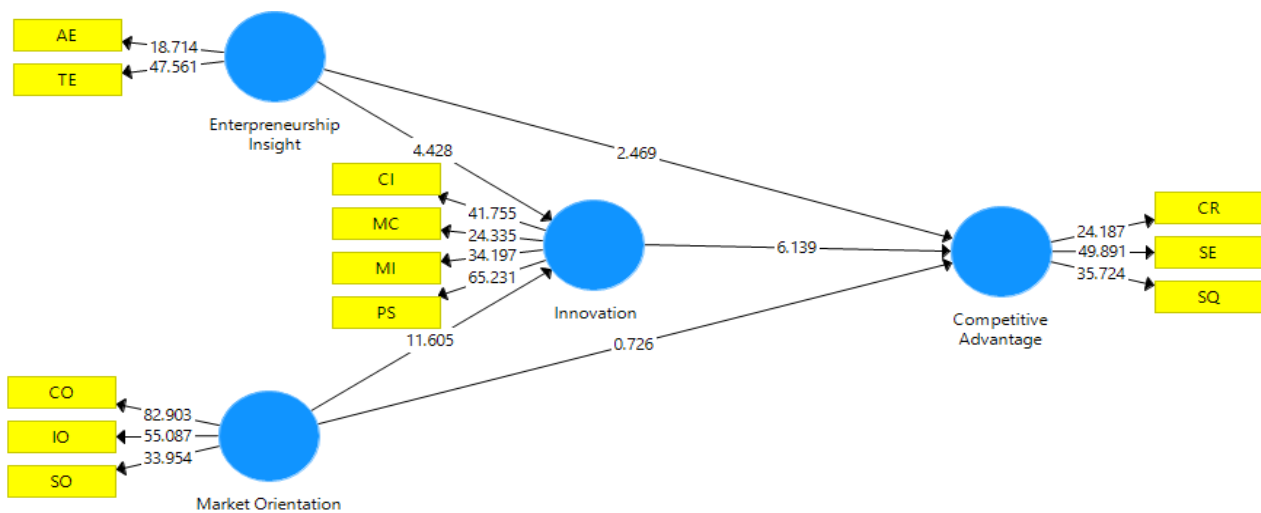 AE
18.714
TE
47.561
Enterpreneurship
Insight
4.428
2.469
CI
41.755
MC
24.335
MI
34.197
PS
65.231
Innovation
6.139
CR
24.187
SE
49.891
SQ
35.724
Competitive
Advantage
11.605
0.726
CO
82.903
IO
55.087
SO
33.954
Market Orientation